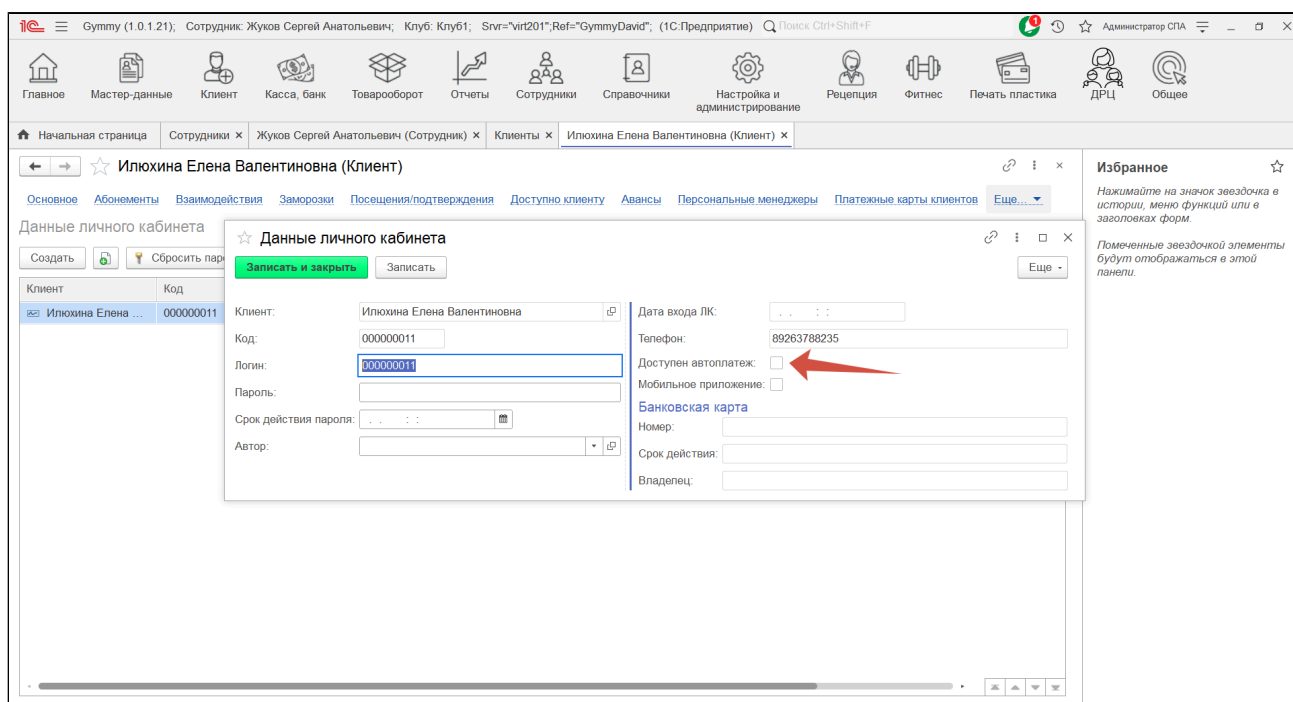 1С Gymmy (1.0.1.21); Сотрудник: Жуков Сергей Анатольевич; Клуб: Клуб1; Srvr="virt201";Ref="GymmyDavid"; (1С:Предприятие) Поиск Ctrl+Shift+F 1 Администратор СПА
Главное Мастер-данные Клиент Касса, банк Товарооборот Отчеты Сотрудники Справочники Настройка и администрирование Рецепция Фитнес Печать пластика ДРЦ Общее
Начальная страница Сотрудники × Жуков Сергей Анатольевич (Сотрудник) × Клиенты × Илюхина Елена Валентиновна (Клиент) ×
Илюхина Елена Валентиновна (Клиент)
Основное Абонементы Взаимодействия Заморозки Посещения/подтверждения Доступно клиенту Авансы Персональные менеджеры Платежные карты клиентов Еще...
Данные личного кабинета
Создать Сбросить пар
Клиент Код
Илюхина Елена ... 000000011
Данные личного кабинета
Записать и закрыть Записать Еще
Клиент: Илюхина Елена Валентиновна
Код: 000000011
Логин: 000000011
Пароль:
Срок действия пароля: . . : :
Автор:
Дата входа ЛК: . . : :
Телефон: 89263788235
Доступен автоплатеж:
Мобильное приложение:
Банковская карта
Номер:
Срок действия:
Владелец:
Избранное
Нажимайте на значок звездочка в
истории, меню функций или в
заголовках форм.
Помеченные звездочкой элементы
будут отображаться в этой
панели.